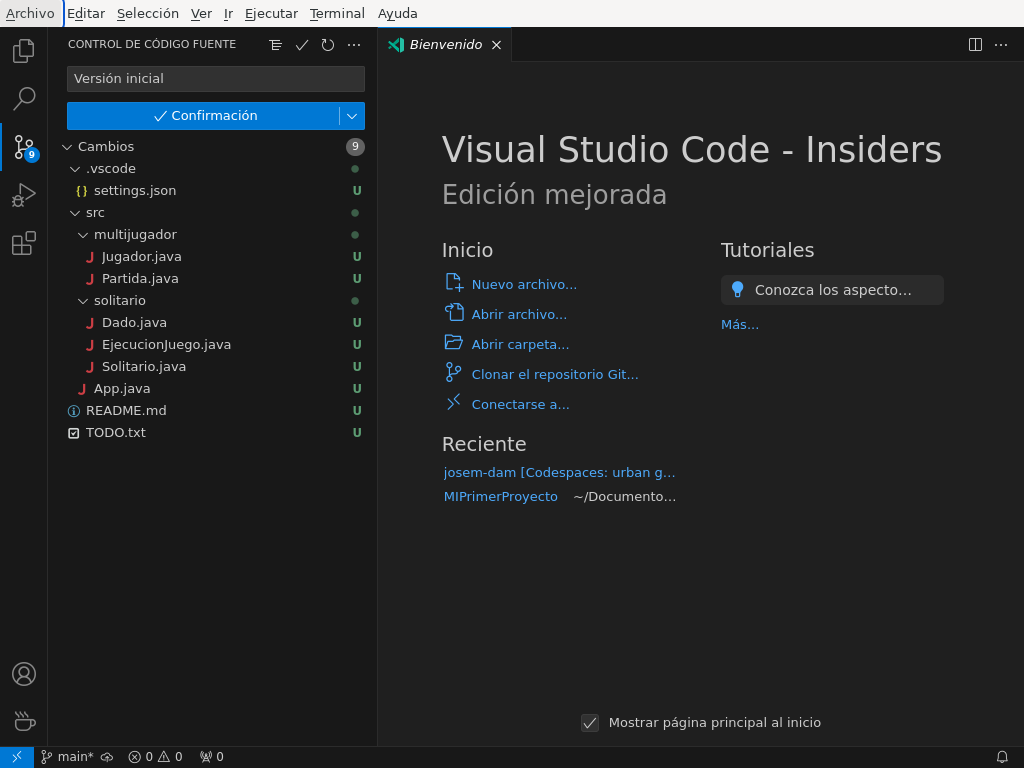 Archivo Editar Selección Ver Ir Ejecutar Terminal Ayuda
CONTROL DE CÓDIGO FUENTE
Versión inicial
Confirmación
Cambios 9
.vscode
settings.json U
src
multijugador
Jugador.java U
Partida.java U
solitario
Dado.java U
EjecucionJuego.java U
Solitario.java U
App.java U
README.md U
TODO.txt U
9
Bienvenido
Visual Studio Code - Insiders
Edición mejorada
Inicio
Nuevo archivo...
Abrir archivo...
Abrir carpeta...
Clonar el repositorio Git...
Conectarse a...
Reciente
josem-dam [Codespaces: urban g...
MIPrimerProyecto ~/Documento...
Tutoriales
Conozca los aspecto...
Más...
Mostrar página principal al inicio
main* 0 0 0